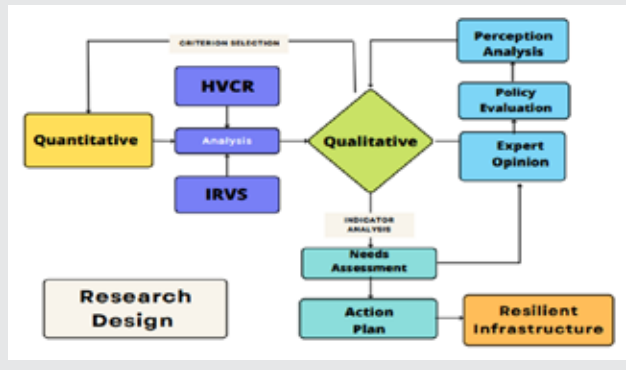 CRITERION SELECTION
Perception
Analysis
HVCR
Policy
Evaluation
Quantitative
Analysis
Qualitative
Expert
Opinion
IRVS
INDICATOR
ANALYSIS
Needs
Assessment
Research
Design
Action
Plan
Resilient
Infrastructure